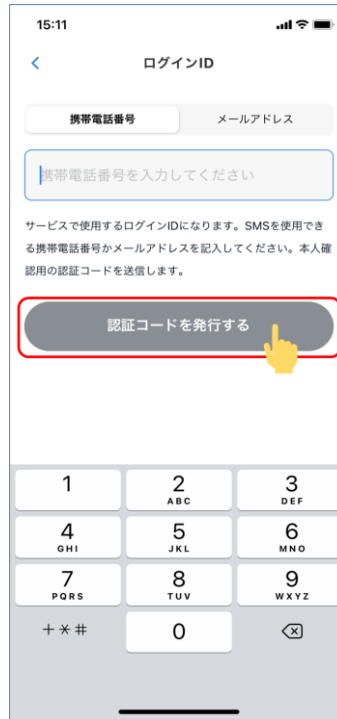 15:11
ログインID
携帯電話番号
メールアドレス
携帯電話番号を入力してください
サービスで使用するログインIDになります。SMSを使用でき
る携帯電話番号かメールアドレスを記入してください。本人確
認用の認証コードを送信します。
認証コードを発行する
1
2
ABC
3
DEF
4
GHI
5
JKL
6
MNO
7
PQRS
8
TUV
9
WXYZ
+*#
0